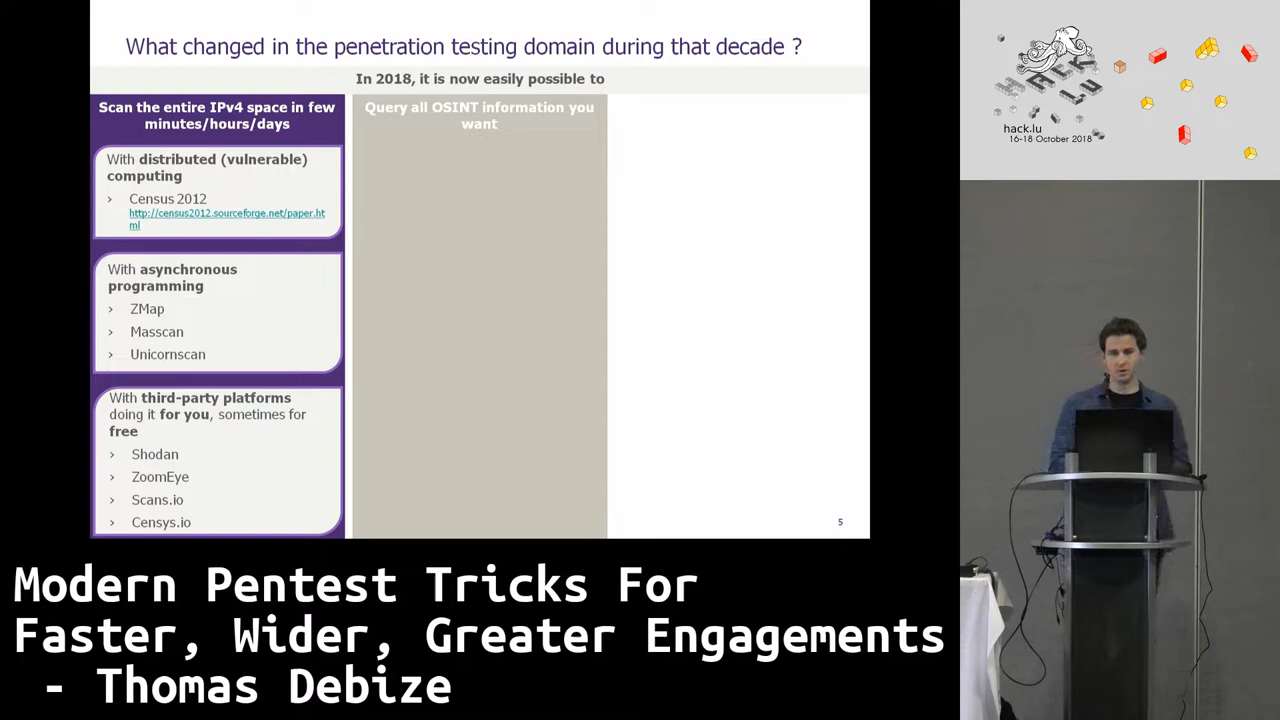 What changed in the penetration testing domain during that decade ?
In 2018, it is now easily possible to
Scan the entire IPv4 space in few
minutes/hours/days
With distributed (vulnerable)
computing
› Census 2012
http://census2012.sourceforge.net/paper.ht
ml
With asynchronous
programming
› ZMap
› Masscan
› Unicornscan
With third-party platforms
doing it for you, sometimes for
free
› Shodan
› ZoomEye
› Scans.io
› Censys.io
Query all OSINT information you
want
5
HACK
LU
hack.lu
16-18 October 2018
Modern Pentest Tricks For
Faster, Wider, Greater Engagements
- Thomas Debize